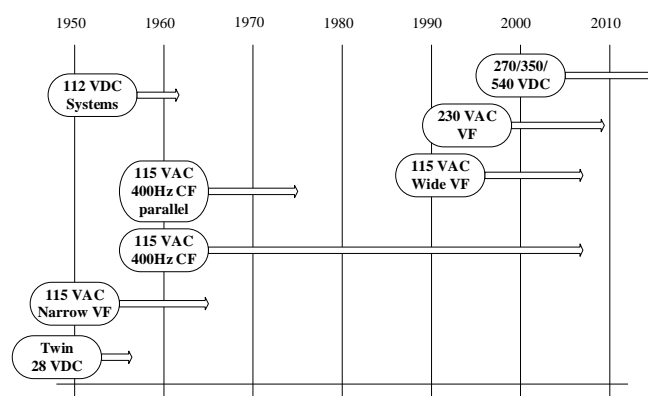 1950 1960 1970 1980 1990 2000 2010
270/350/
540 VDC
112 VDC
Systems
230 VAC
VF
115 VAC
400Hz CF
parallel
115 VAC
Wide VF
115 VAC
400Hz CF
115 VAC
Narrow VF
Twin
28 VDC